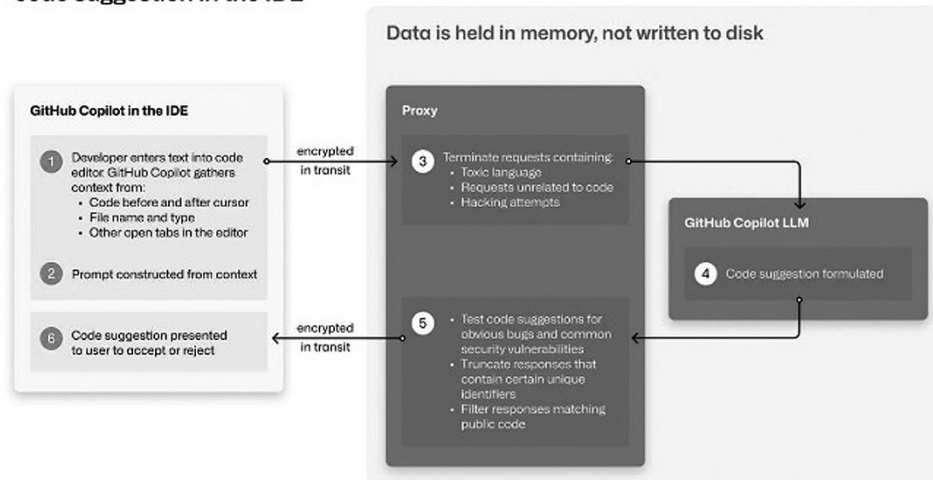 code suggestion in the IDE
Data is held in memory, not written to disk
GitHub Copilot in the IDE
1 Developer enters text into code
editor. GitHub Copilot gathers
context from:
• Code before and after cursor
• File name and type
• Other open tabs in the editor
2 Prompt constructed from context
encrypted
in transit
Proxy
3 Terminate requests containing:
• Toxic language
• Requests unrelated to code
• Hacking attempts
GitHub Copilot LLM
4 Code suggestion formulated
5 • Test code suggestions for
obvious bugs and common
security vulnerabilities
• Truncate responses that
contain certain unique
identifiers
• Filter responses matching
public code
encrypted
in transit
6 Code suggestion presented
to user to accept or reject